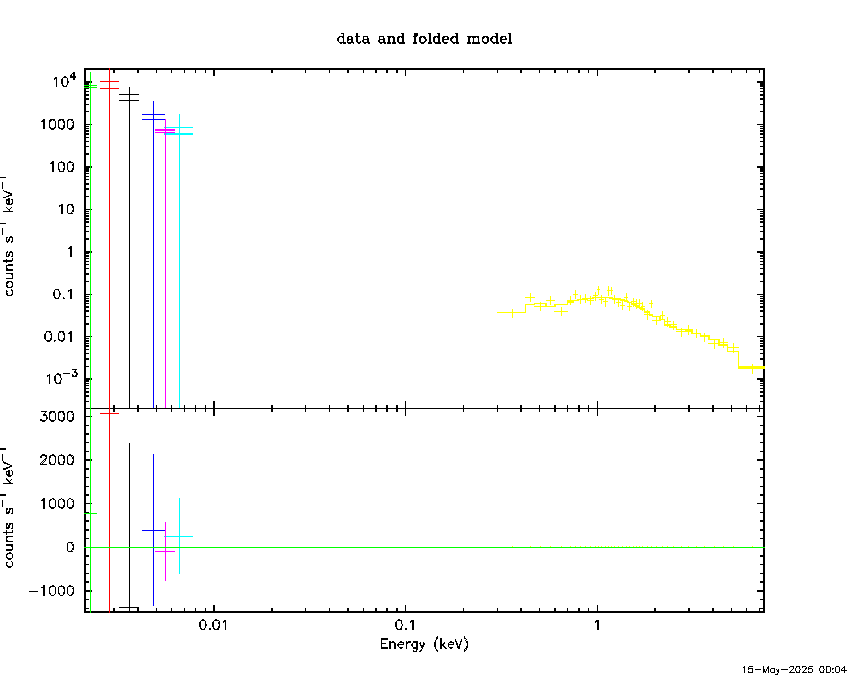 data and folded model
10⁴
1000
100
10
1
0.1
0.01
10⁻³
counts s⁻¹ keV⁻¹
3000
2000
1000
0
−1000
counts s⁻¹ keV⁻¹
0.01 0.1 1
Energy (keV)
15-May-2025 00:04